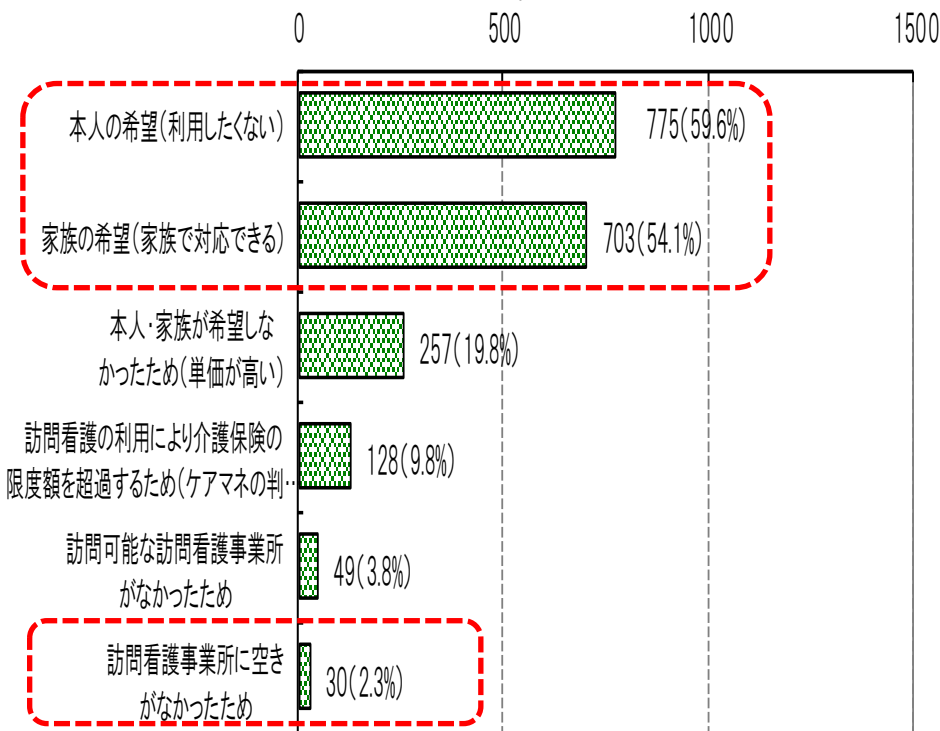 0 500 1000 1500
本人の希望(利用したくない)
775(59.6%)
家族の希望(家族で対応できる)
703(54.1%)
本人・家族が希望しな
かったため(単価が高い)
257(19.8%)
訪問看護の利用により介護保険の
限度額を超過するため(ケアマネの判…
128(9.8%)
訪問可能な訪問看護事業所
がなかったため
49(3.8%)
訪問看護事業所に空き
がなかったため
30(2.3%)